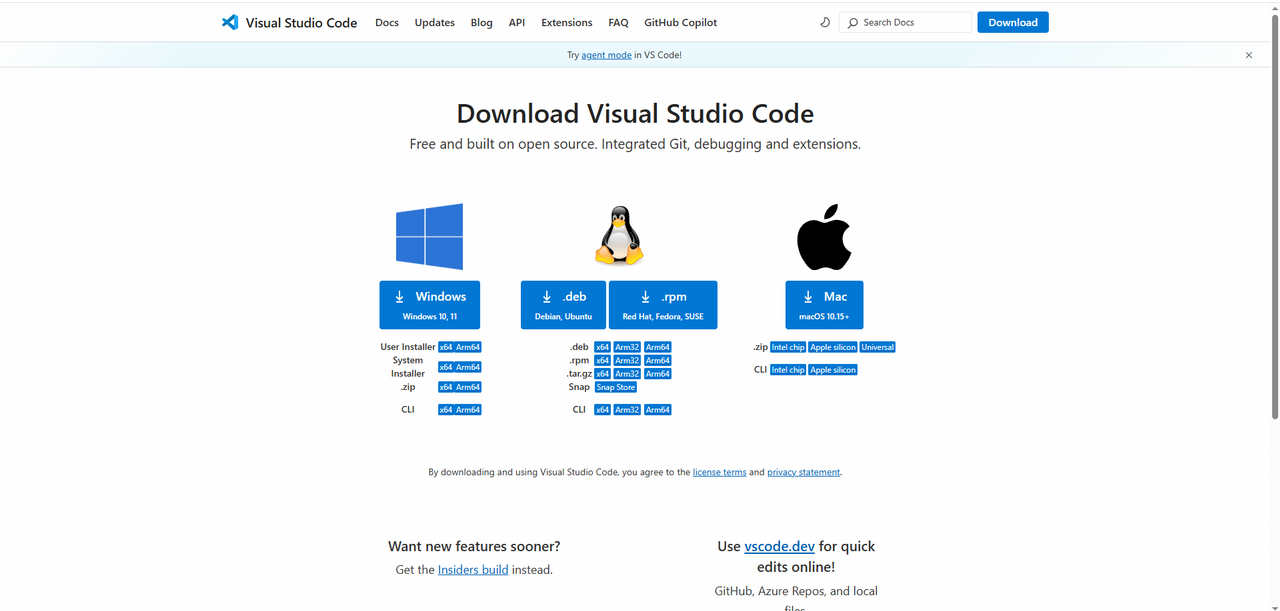 Visual Studio Code Docs Updates Blog API Extensions FAQ GitHub Copilot Search Docs Download
Try agent mode in VS Code!
Download Visual Studio Code
Free and built on open source. Integrated Git, debugging and extensions.
Windows
Windows 10, 11
User Installer x64 Arm64
System Installer x64 Arm64
.zip x64 Arm64
CLI x64 Arm64
.deb
Debian, Ubuntu
.rpm
Red Hat, Fedora, SUSE
.deb x64 Arm32 Arm64
.rpm x64 Arm32 Arm64
.tar.gz x64 Arm32 Arm64
Snap Snap Store
CLI x64 Arm32 Arm64
Mac
macOS 10.15+
.zip Intel chip Apple silicon Universal
CLI Intel chip Apple silicon
By downloading and using Visual Studio Code, you agree to the license terms and privacy statement.
Want new features sooner?
Get the Insiders build instead.
Use vscode.dev for quick
edits online!
GitHub, Azure Repos, and local
files.